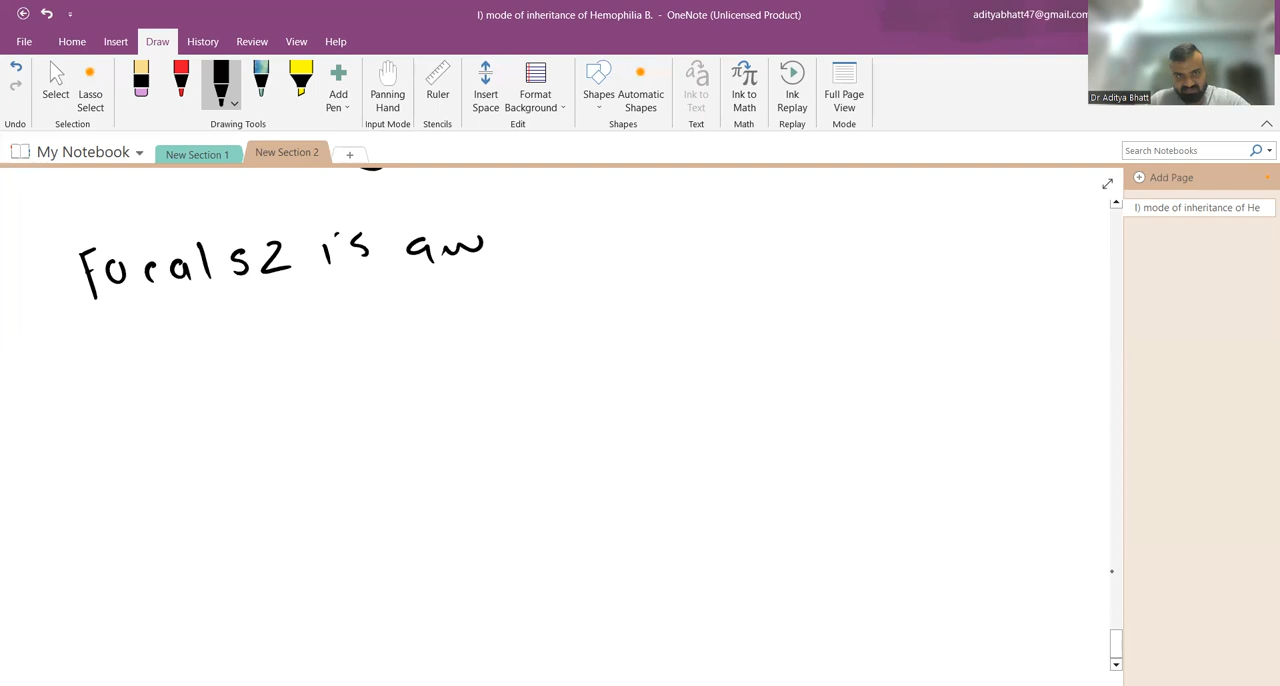 I) mode of inheritance of Hemophilia B. - OneNote (Unlicensed Product)
adityabhatt47@gmail.com
File Home Insert Draw History Review View Help
Undo
Select
Lasso Select
Add Pen
Panning Hand
Ruler
Insert Space
Format Background
Shapes
Automatic Shapes
Ink to Text
Ink to Math
Ink Replay
Full Page View
Dr Aditya Bhatt
Undo Selection Drawing Tools Input Mode Stencils Edit Shapes Text Math Replay Mode
My Notebook New Section 1 New Section 2
Search Notebooks
Add Page
I) mode of inheritance of He
Focal sz is an